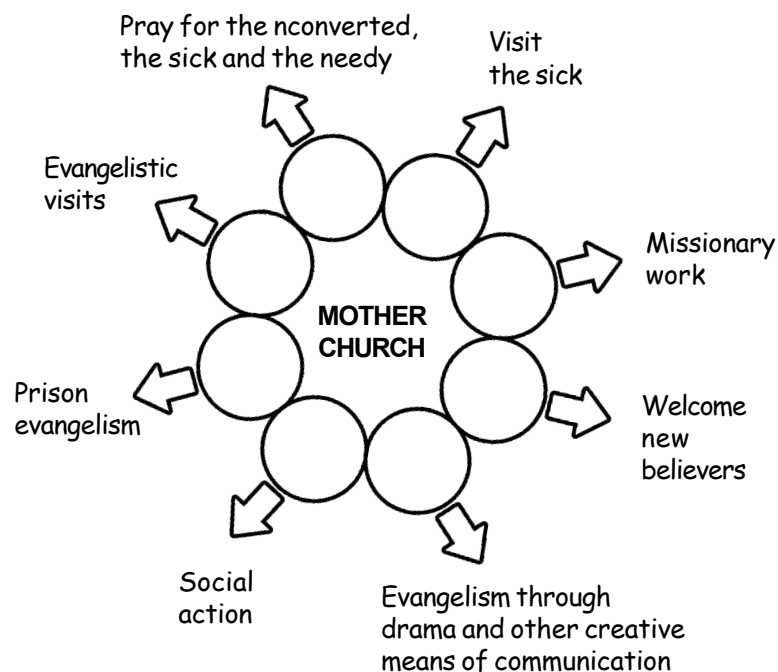 Pray for the nconverted,
the sick and the needy
Visit
the sick
Evangelistic
visits
Missionary
work
MOTHER
CHURCH
Prison
evangelism
Welcome
new
believers
Social
action
Evangelism through
drama and other creative
means of communication